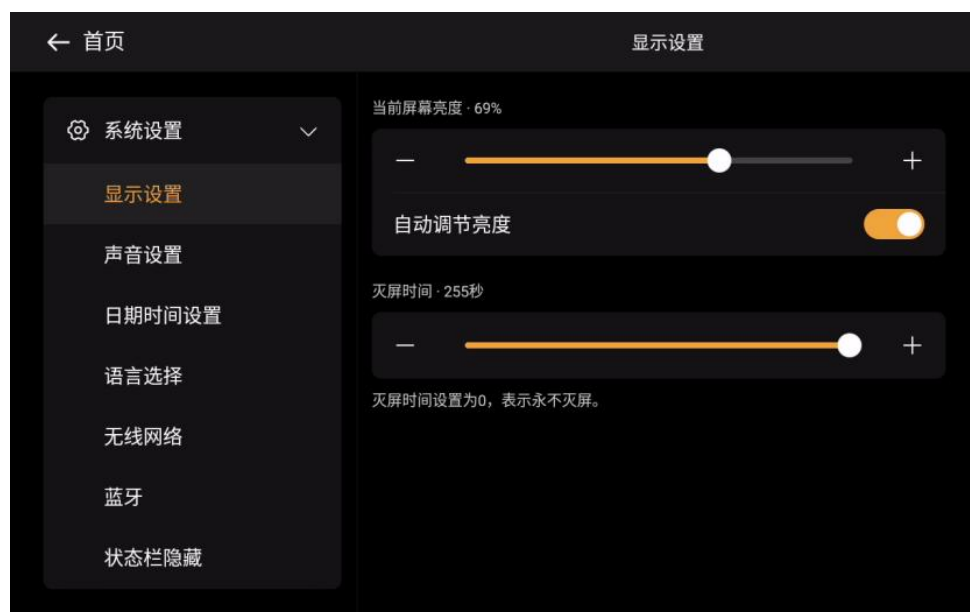 首页
显示设置
系统设置
显示设置
声音设置
日期时间设置
语言选择
无线网络
蓝牙
状态栏隐藏
当前屏幕亮度 · 69%
自动调节亮度
灭屏时间 · 255秒
灭屏时间设置为0，表示永不灭屏。